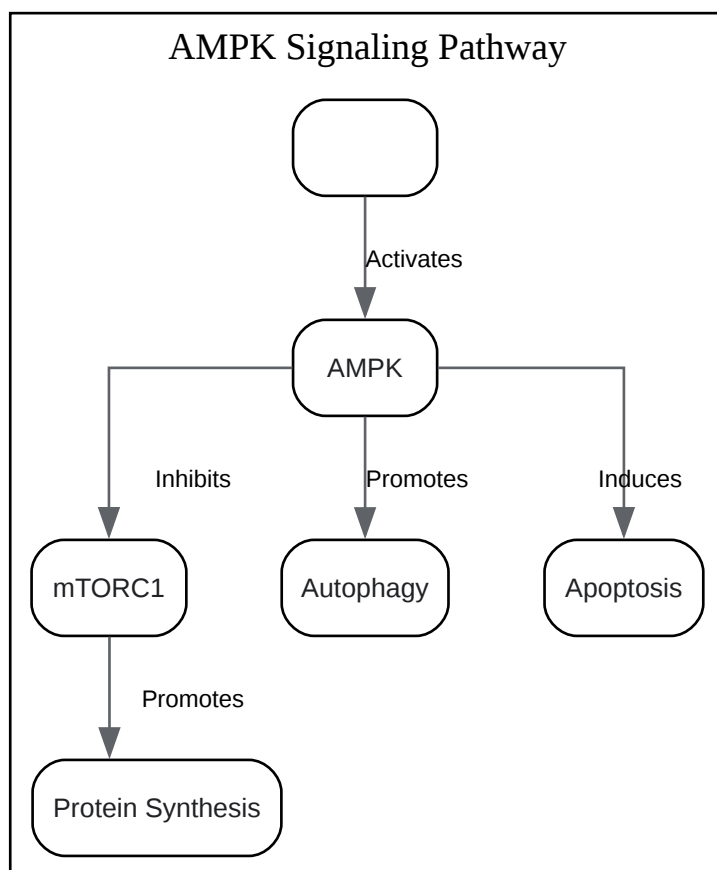 AMPK Signaling Pathway
Activates
AMPK
Inhibits
Promotes
Induces
mTORC1
Autophagy
Apoptosis
Promotes
Protein Synthesis